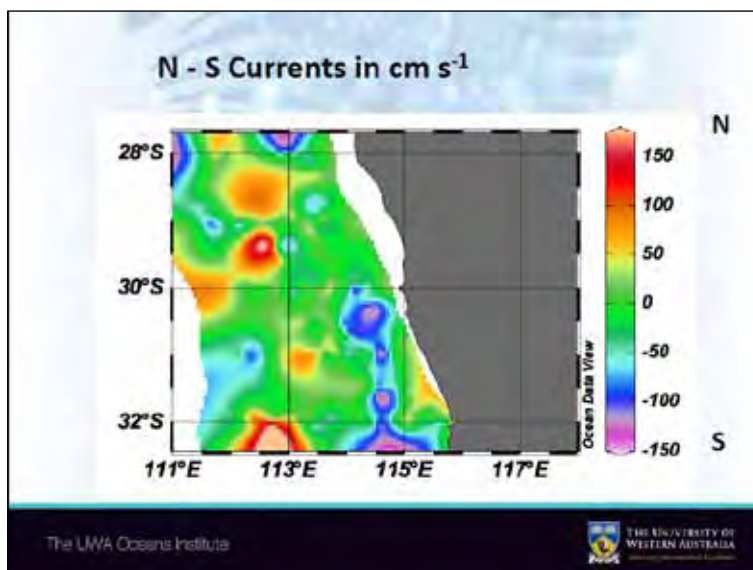 N - S Currents in cm s⁻¹
N
28°S
30°S
32°S
111°E 113°E 115°E 117°E
150
100
50
0
-50
-100
-150
Ocean Data View
S
The UWA Oceans Institute
THE UNIVERSITY OF
WESTERN AUSTRALIA